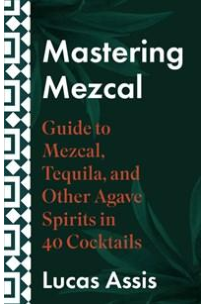 Mastering
Mezcal
Guide to
Mezcal,
Tequila, and
Other Agave
Spirits in
40 Cocktails
Lucas Assis